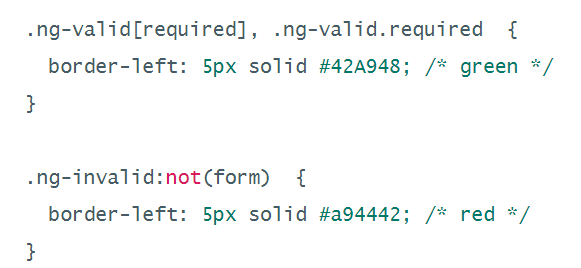 .ng-valid[required], .ng-valid.required  {
  border-left: 5px solid #42A948; /* green */
}

.ng-invalid:not(form)  {
  border-left: 5px solid #a94442; /* red */
}